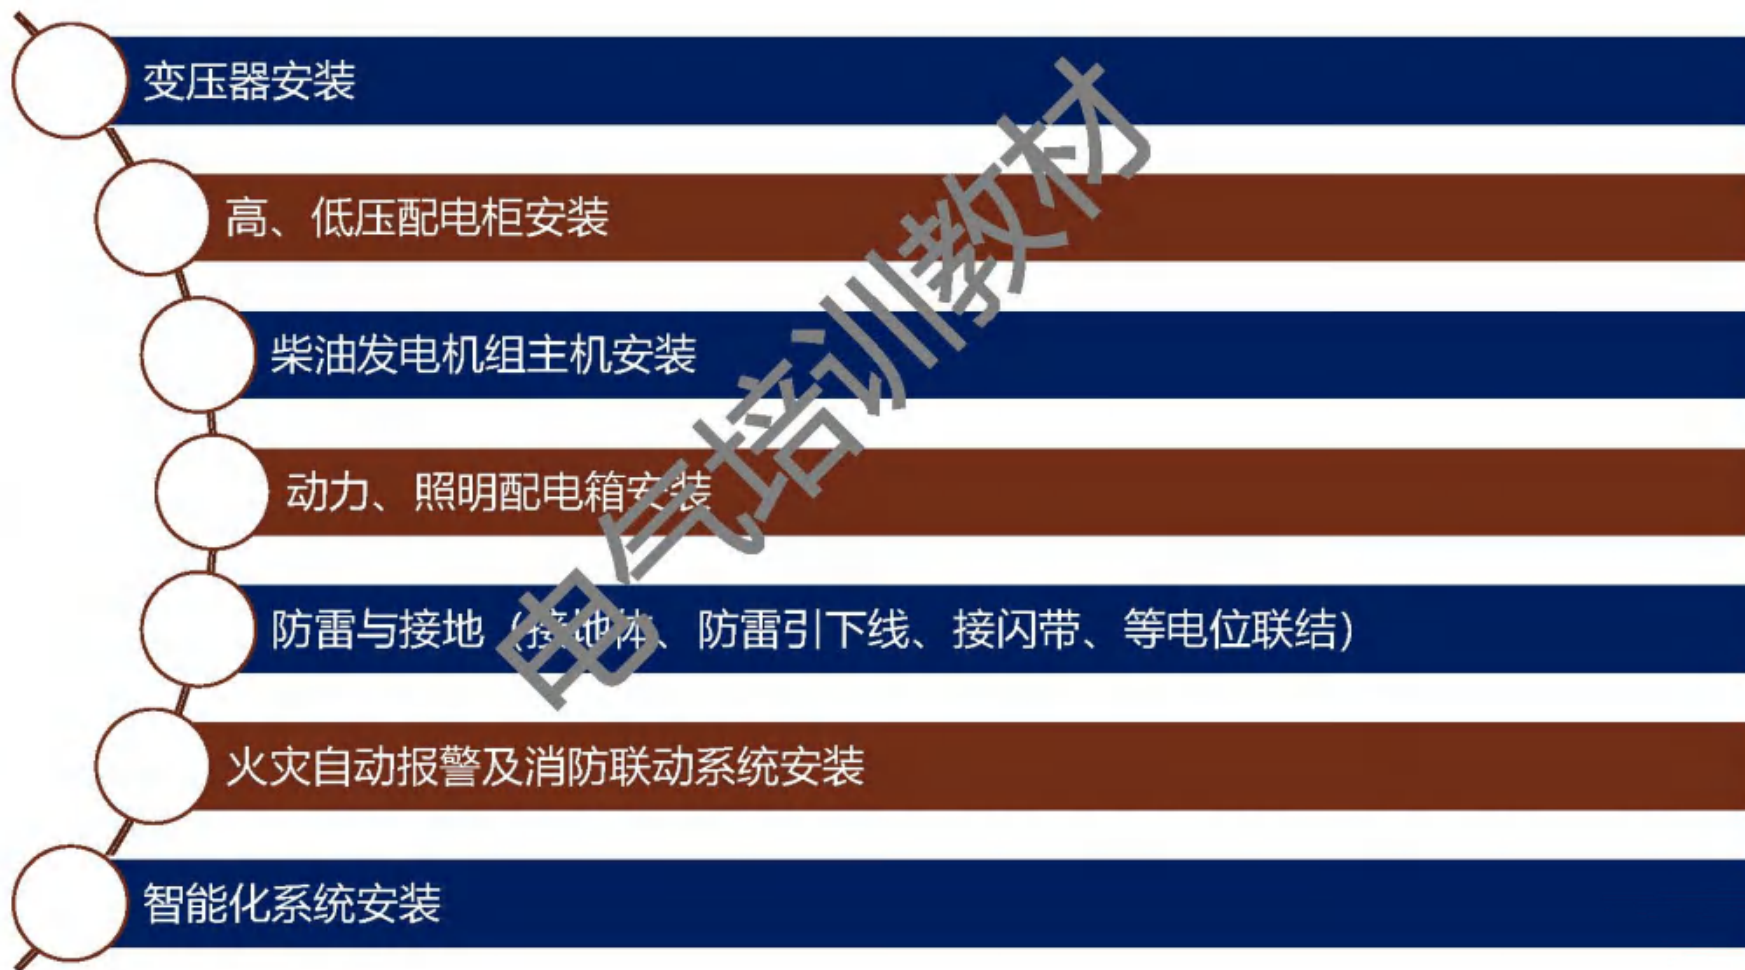 变压器安装
高、低压配电柜安装
柴油发电机组主机安装
动力、照明配电箱安装
防雷与接地（接地体、防雷引下线、接闪带、等电位联结）
火灾自动报警及消防联动系统安装
智能化系统安装
电气培训教材